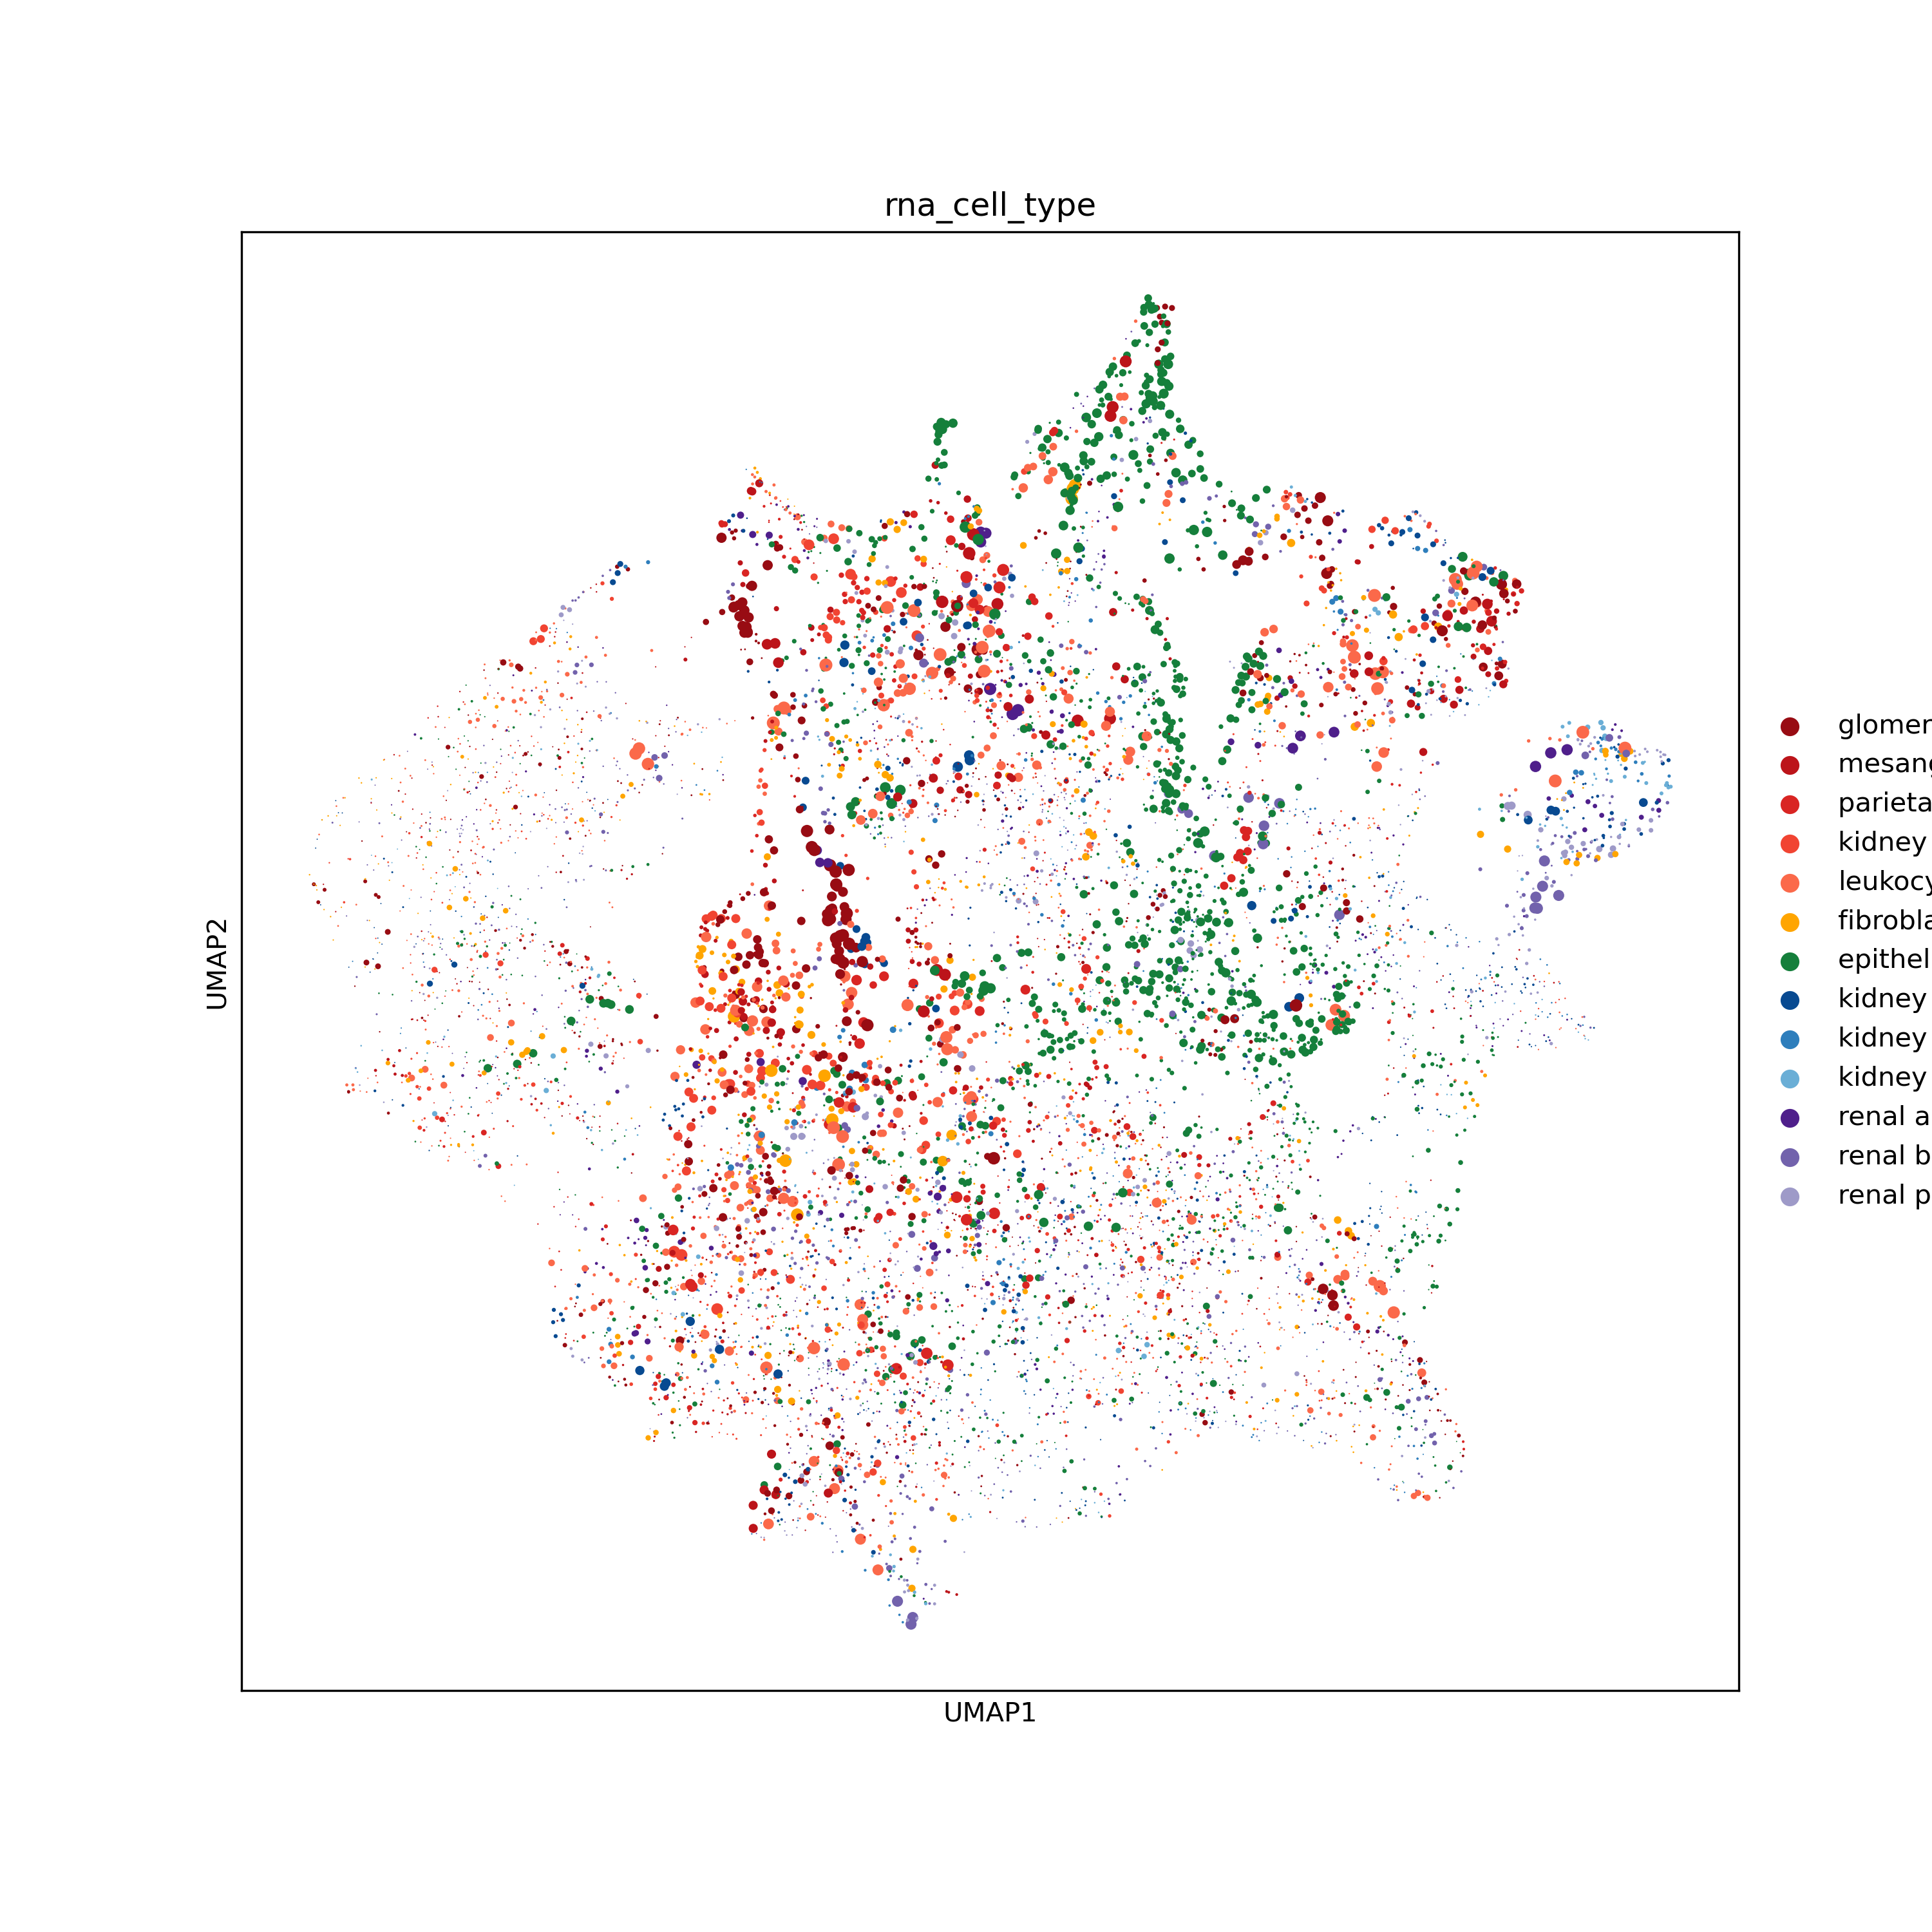 rna_cell_type
UMAP2
UMAP1
glomer
mesang
parieta
kidney
leukocy
fibrobla
epithel
kidney
kidney
kidney
renal a
renal b
renal p